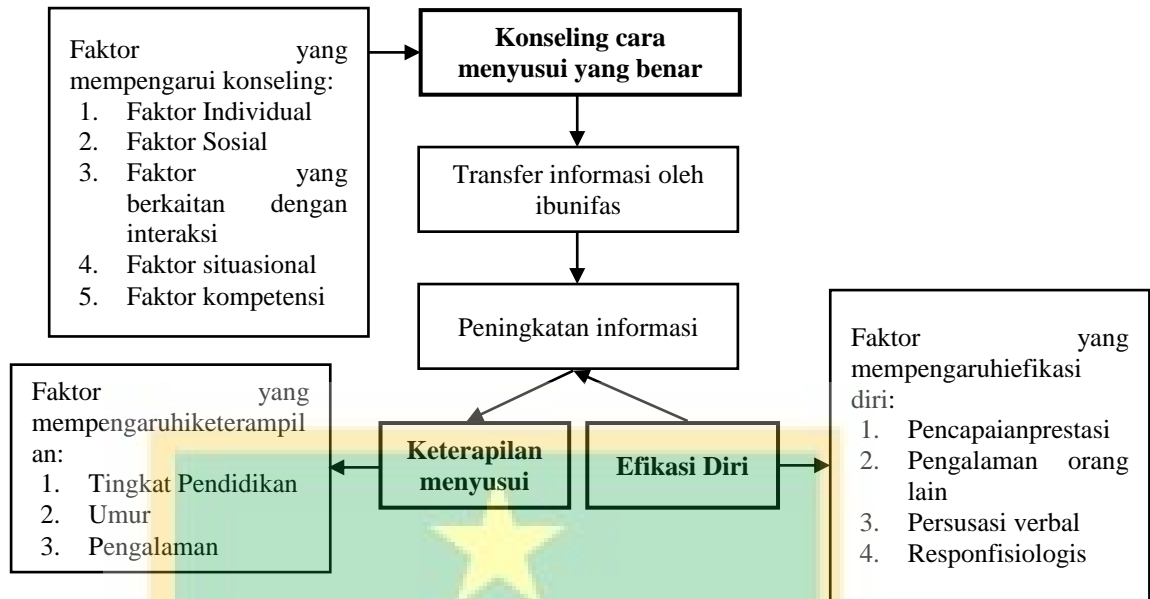 Faktor yang
mempengarui konseling:
1. Faktor Individual
2. Faktor Sosial
3. Faktor yang
berkaitan dengan
interaksi
4. Faktor situasional
5. Faktor kompetensi
Konseling cara
menyusui yang benar
Transfer informasi oleh
ibunifas
Peningkatan informasi
Faktor yang
mempengaruhiketerampil
an:
1. Tingkat Pendidikan
2. Umur
3. Pengalaman
Keterapilan
menyusui
Efikasi Diri
Faktor yang
mempengaruhiefikasi
diri:
1. Pencapaianprestasi
2. Pengalaman orang
lain
3. Persusasi verbal
4. Responfisiologis